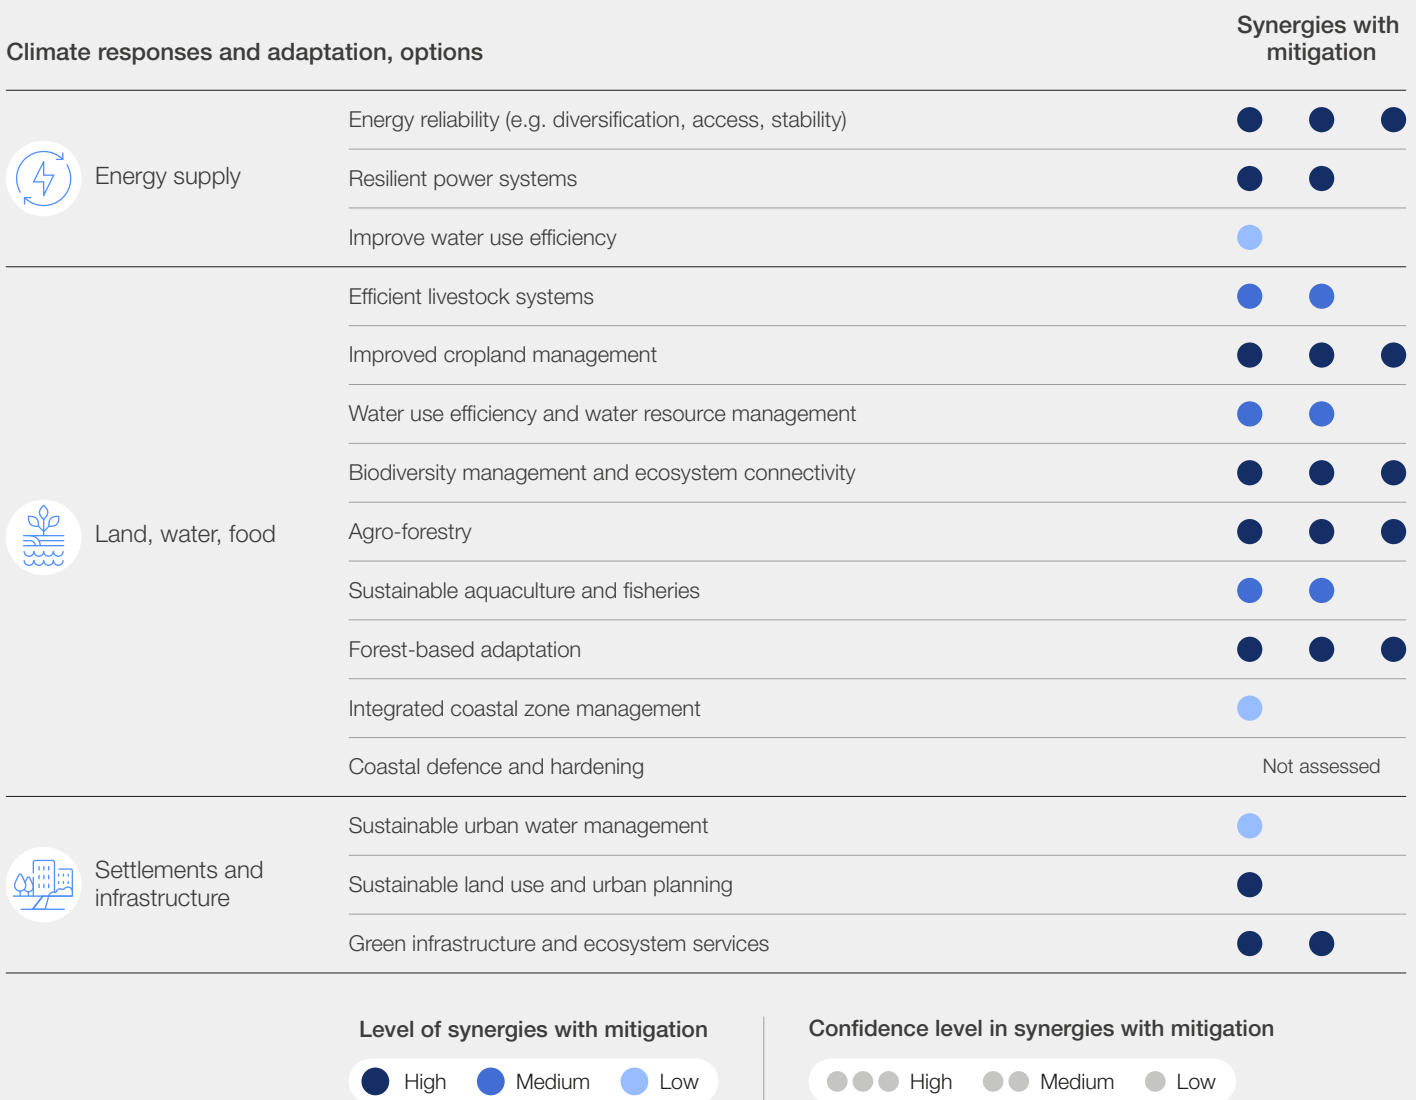 Climate responses and adaptation, options
Synergies with
mitigation
Energy supply
Energy reliability (e.g. diversification, access, stability)
Resilient power systems
Improve water use efficiency
Land, water, food
Efficient livestock systems
Improved cropland management
Water use efficiency and water resource management
Biodiversity management and ecosystem connectivity
Agro-forestry
Sustainable aquaculture and fisheries
Forest-based adaptation
Integrated coastal zone management
Coastal defence and hardening
Not assessed
Settlements and
infrastructure
Sustainable urban water management
Sustainable land use and urban planning
Green infrastructure and ecosystem services
Level of synergies with mitigation
High
Medium
Low
Confidence level in synergies with mitigation
High
Medium
Low